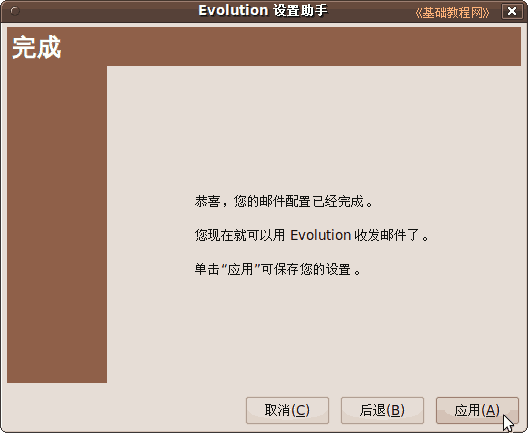 Evolution 设置助手
《基础教程网》
完成
恭喜，您的邮件配置已经完成。
您现在就可以用 Evolution 收发邮件了。
单击“应用”可保存您的设置。
取消(C) 后退(B) 应用(A)